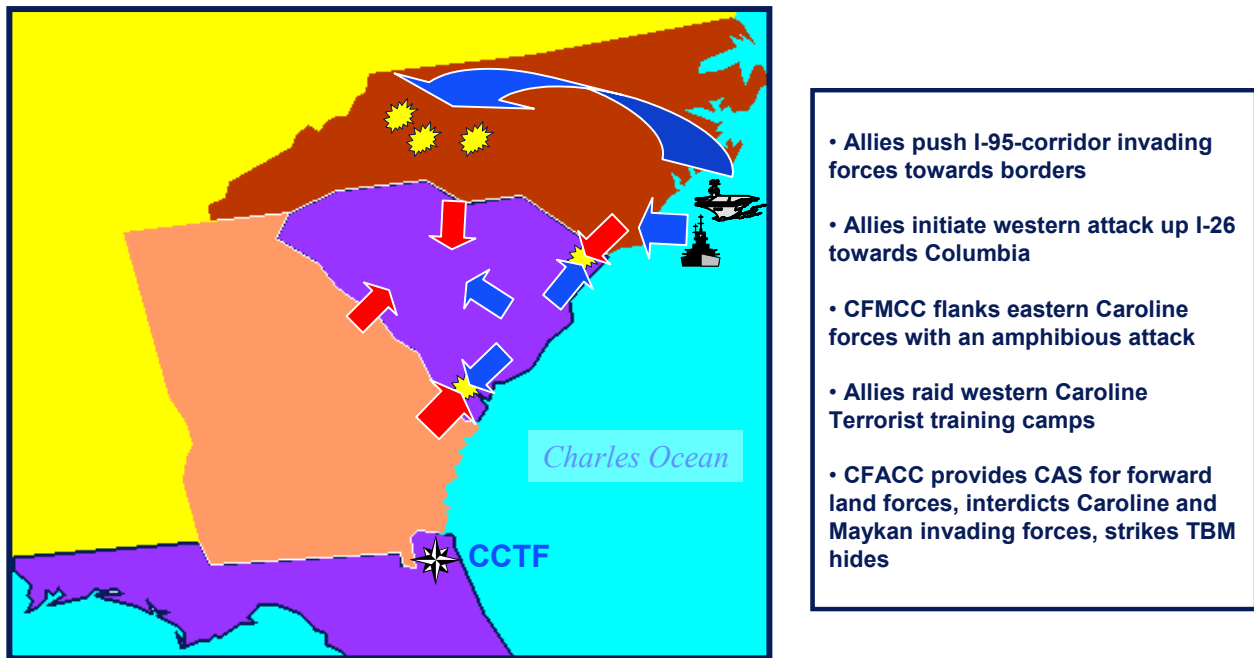 Charles Ocean
CCTF
• Allies push I-95-corridor invading
forces towards borders
• Allies initiate western attack up I-26
towards Columbia
• CFMCC flanks eastern Caroline
forces with an amphibious attack
• Allies raid western Caroline
Terrorist training camps
• CFACC provides CAS for forward
land forces, interdicts Caroline and
Maykan invading forces, strikes TBM
hides